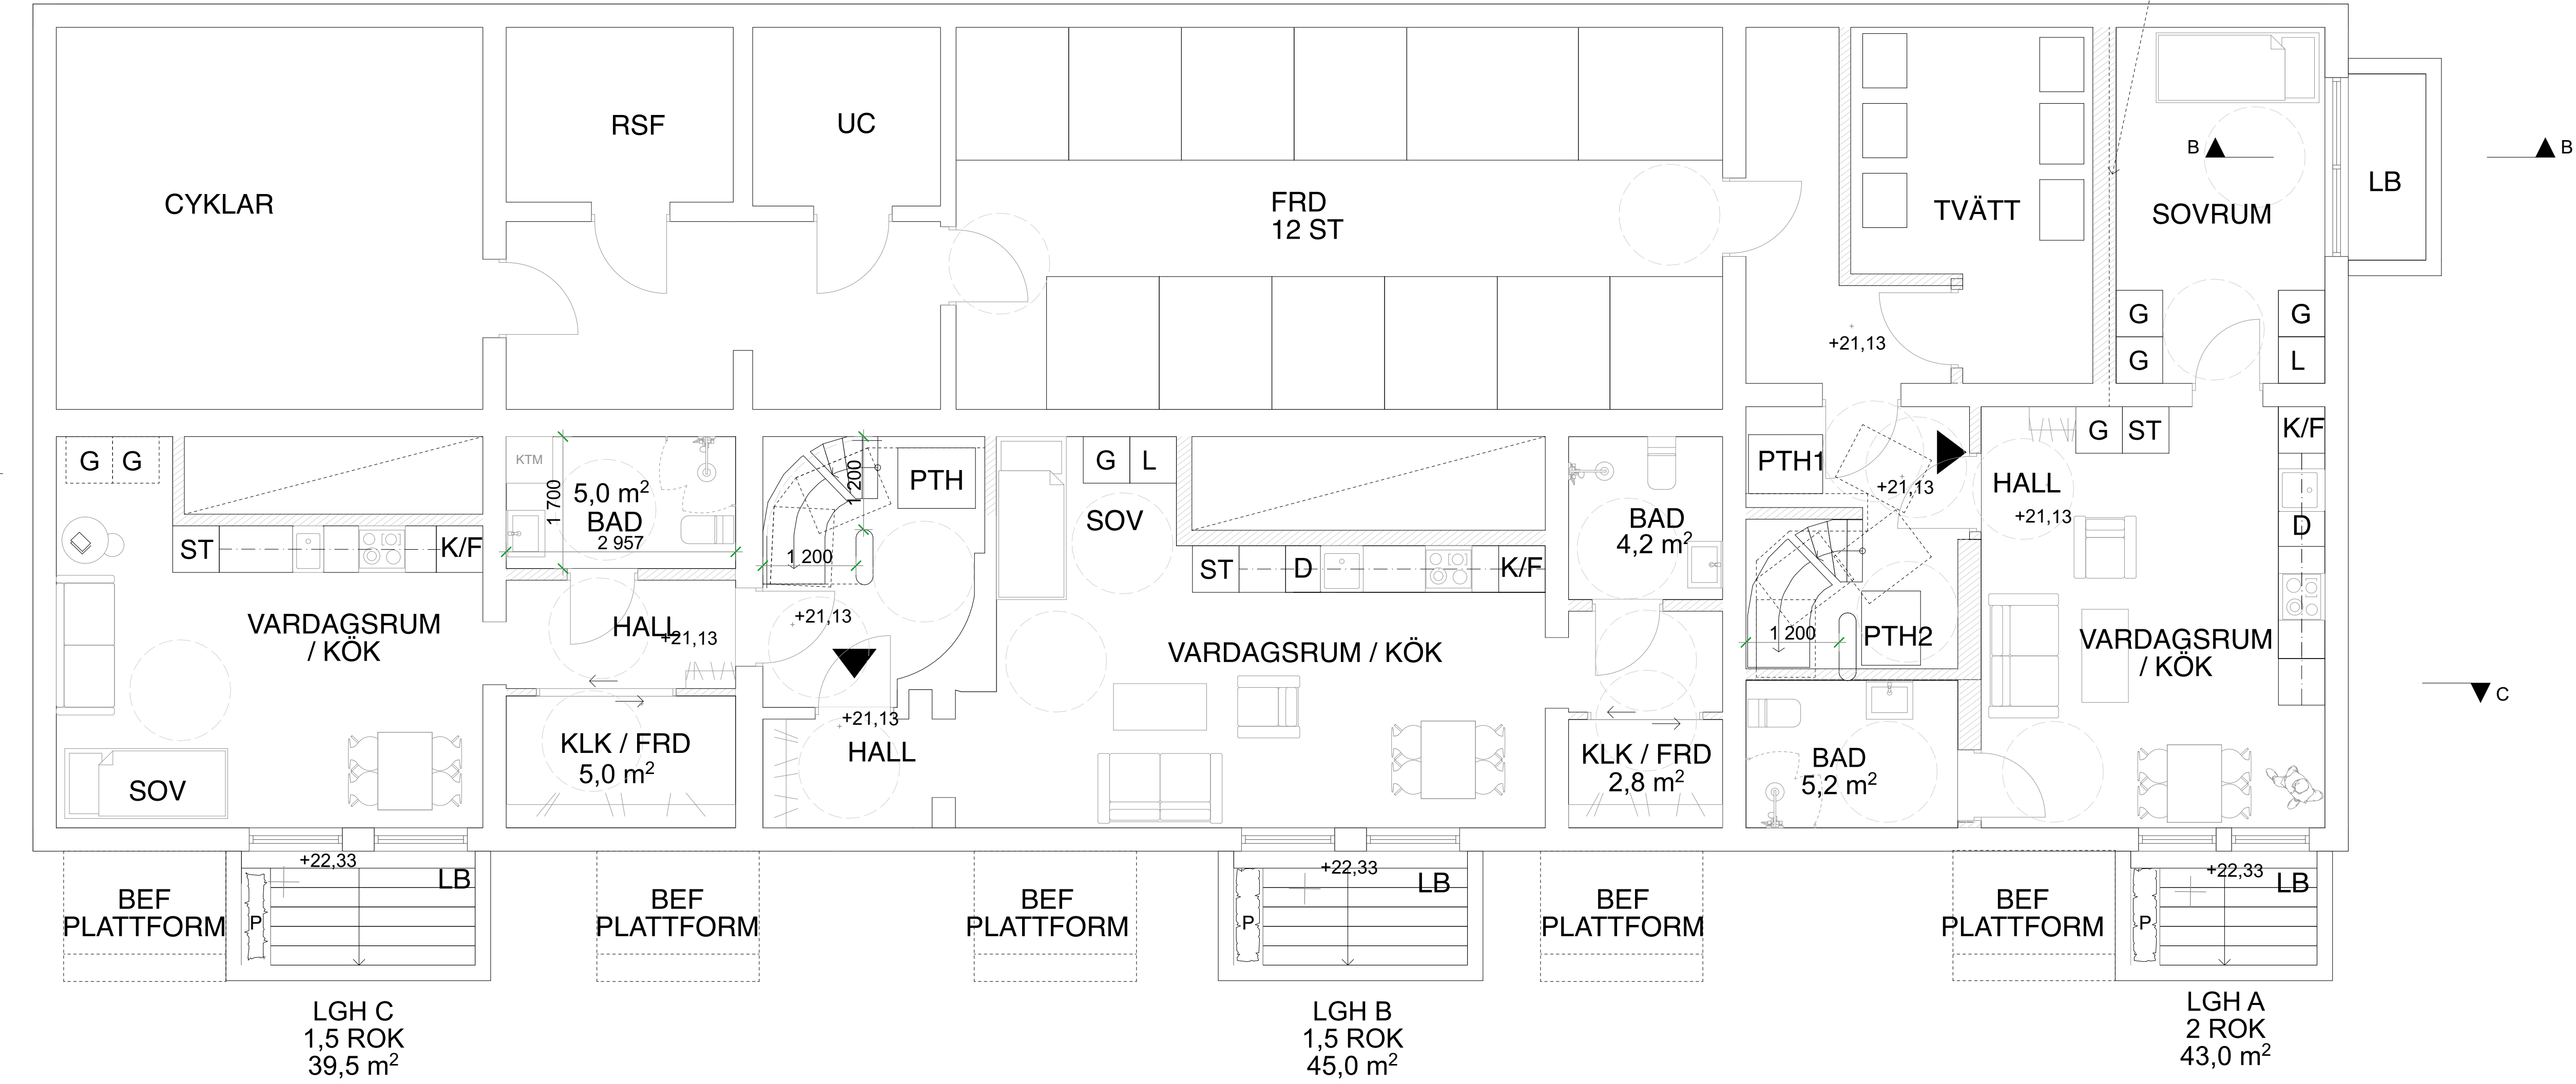 CYKLAR
RSF
UC
FRD
12 ST
TVÄTT
SOVRUM
B
LB
B
+21,13
G
G
G
L
G G
ST
K/F
KTM
1 700
5,0 m²
BAD
2 957
1 200
1 200
PTH
G L
SOV
ST
D
K/F
BAD
4,2 m²
PTH1
+21,13
HALL
+21,13
G ST
K/F
D
VARDAGSRUM
/ KÖK
HALL
+21,13
+21,13
VARDAGSRUM / KÖK
1 200
PTH2
VARDAGSRUM
/ KÖK
C
SOV
KLK / FRD
5,0 m²
+21,13
HALL
KLK / FRD
2,8 m²
BAD
5,2 m²
BEF
PLATTFORM
+22,33
LB
P
BEF
PLATTFORM
BEF
PLATTFORM
+22,33
LB
P
BEF
PLATTFORM
BEF
PLATTFORM
+22,33
LB
P
LGH C
1,5 ROK
39,5 m²
LGH B
1,5 ROK
45,0 m²
LGH A
2 ROK
43,0 m²